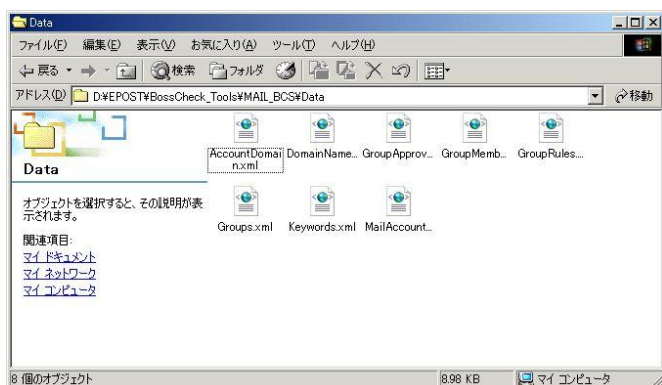 Data
ファイル(F) 編集(E) 表示(V) お気に入り(A) ツール(T) ヘルプ(H)
戻る 検索 フォルダ
アドレス(D) D:¥EPOST¥BossCheck_Tools¥MAIL_BCS¥Data 移動
Data
オブジェクトを選択すると、その説明が表
示されます。
関連項目:
マイ ドキュメント
マイ ネットワーク
マイ コンピュータ
AccountDomai
n.xml
DomainName...
GroupApprov...
GroupMemb...
GroupRules....
Groups.xml
Keywords.xml
MailAccount...
8 個のオブジェクト 8.98 KB マイ コンピュータ